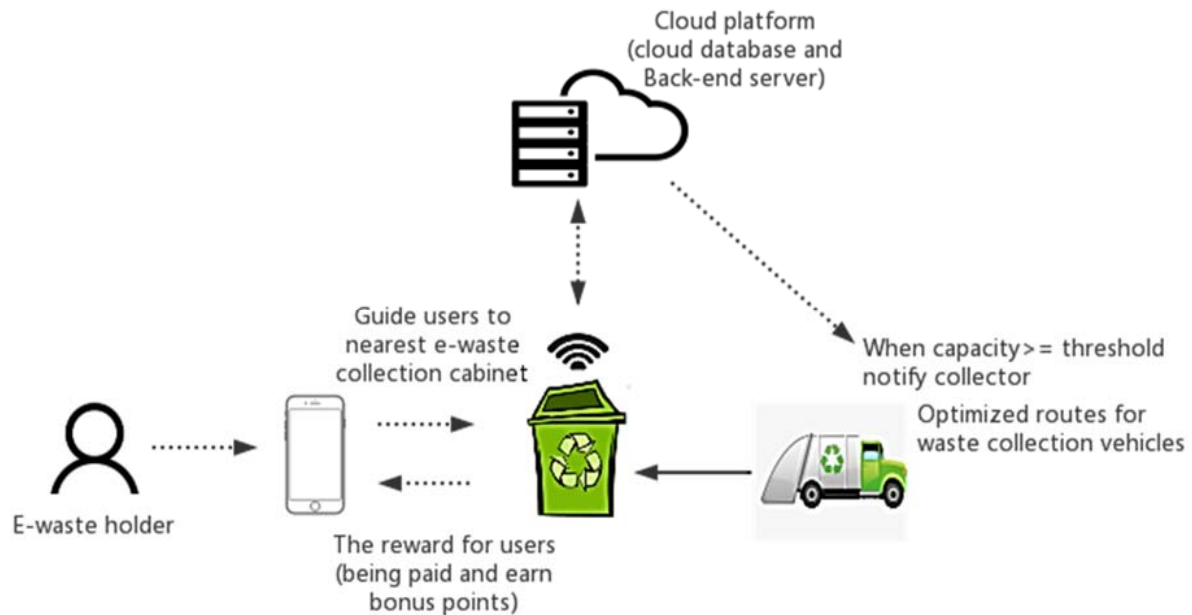 Cloud platform
(cloud database and
Back-end server)
Guide users to
nearest e-waste
collection cabinet
When capacity>= threshold
notify collector
Optimized routes for
waste collection vehicles
E-waste holder
The reward for users
(being paid and earn
bonus points)